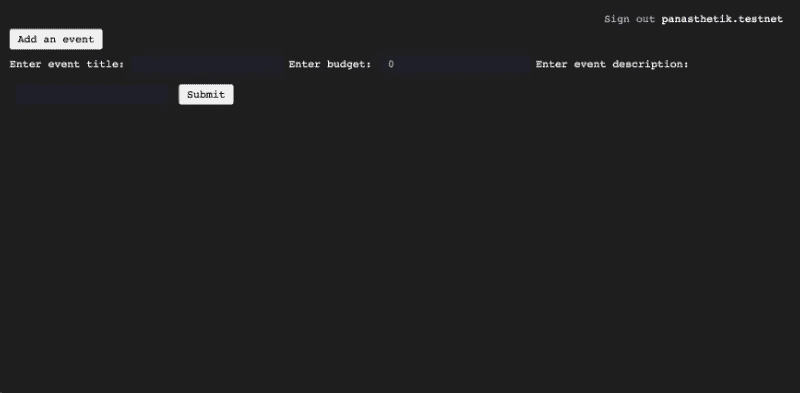 Sign out panasthetik.testnet
Add an event
Enter event title: Enter budget: 0 Enter event description:
Submit